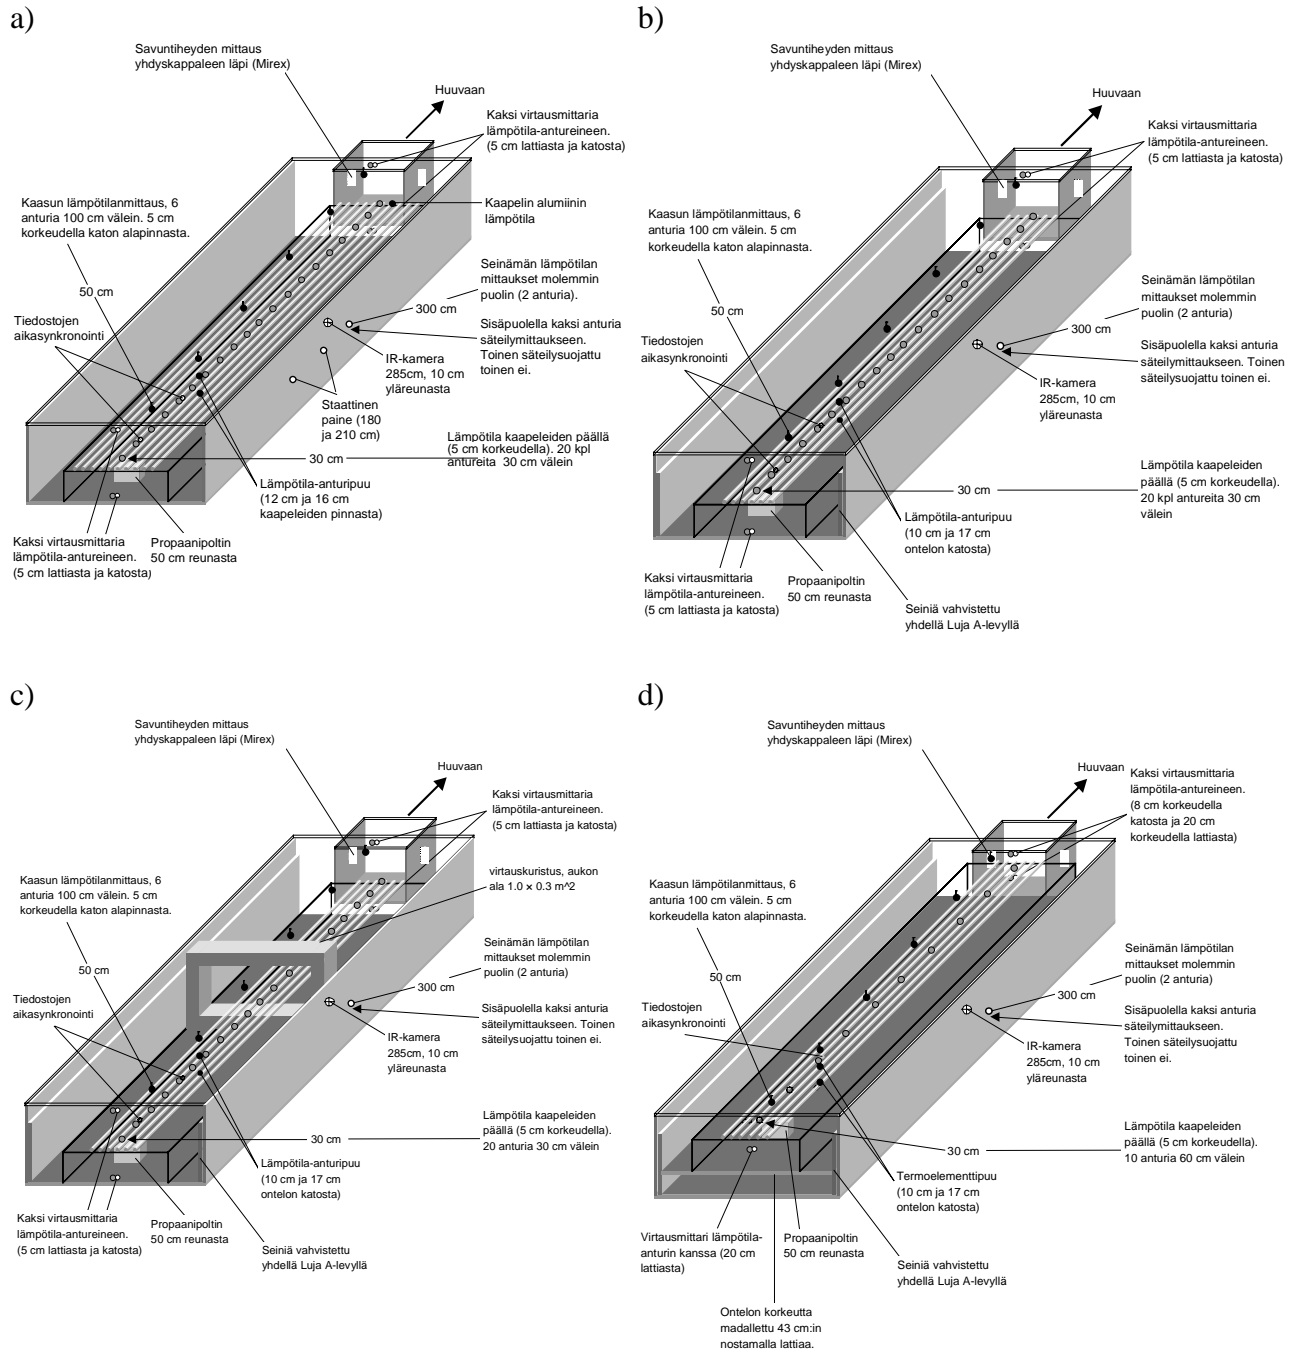 a)
Savuntiheyden mittaus
yhdyskappaleen läpi (Mirex)
Huuvaan
Kaksi virtausmittaria
lämpötila-antureineen.
(5 cm lattiasta ja katosta)
Kaasun lämpötilanmittaus, 6
anturia 100 cm välein. 5 cm
korkeudella katon alapinnasta.
Kaapelin alumiinin
lämpötila
50 cm
Seinämän lämpötilan
mittaukset molemmin
puolin (2 anturia).
300 cm
Tiedostojen
aikasynkronointi
Sisäpuolella kaksi anturia
säteilymittaukseen.
Toinen säteilysuojattu
toinen ei.
IR-kamera
285cm, 10 cm
yläreunasta
Staattinen
paine (180
ja 210 cm)
30 cm
Lämpötila kaapeleiden päällä
(5 cm korkeudella). 20 kpl
antureita 30 cm välein
Lämpötila-anturipuu
(12 cm ja 16 cm
kaapeleiden pinnasta)
Kaksi virtausmittaria
lämpötila-antureineen.
(5 cm lattiasta ja katosta)
Propaanipoltin
50 cm reunasta
b)
Savuntiheyden mittaus
yhdyskappaleen läpi (Mirex)
Huuvaan
Kaksi virtausmittaria
lämpötila-antureineen.
(5 cm lattiasta ja katosta)
Kaasun lämpötilanmittaus, 6
anturia 100 cm välein. 5 cm
korkeudella katon alapinnasta.
50 cm
Seinämän lämpötilan
mittaukset molemmin
puolin (2 anturia)
300 cm
Tiedostojen
aikasynkronointi
Sisäpuolella kaksi anturia
säteilymittaukseen. Toinen
säteilysuojattu toinen ei.
IR-kamera
285cm, 10 cm
yläreunasta
30 cm
Lämpötila kaapeleiden
päällä (5 cm korkeudella).
20 kpl antureita 30 cm
välein
Lämpötila-anturipuu
(10 cm ja 17 cm
ontelon katosta)
Kaksi virtausmittaria
lämpötila-antureineen.
(5 cm lattiasta ja katosta)
Propaanipoltin
50 cm reunasta
Seiniä vahvistettu
yhdellä Luja A-levyllä
c)
Savuntiheyden mittaus
yhdyskappaleen läpi (Mirex)
Huuvaan
Kaksi virtausmittaria
lämpötila-antureineen.
(5 cm lattiasta ja katosta)
virtauskuristus, aukon
ala 1.0 × 0.3 m^2
Kaasun lämpötilanmittaus, 6
anturia 100 cm välein. 5 cm
korkeudella katon alapinnasta.
50 cm
Seinämän lämpötilan
mittaukset molemmin
puolin (2 anturia)
300 cm
Tiedostojen
aikasynkronointi
Sisäpuolella kaksi anturia
säteilymittaukseen. Toinen
säteilysuojattu toinen ei.
IR-kamera
285cm, 10 cm
yläreunasta
30 cm
Lämpötila kaapeleiden
päällä (5 cm korkeudella).
20 anturia 30 cm välein
Lämpötila-anturipuu
(10 cm ja 17 cm
ontelon katosta)
Kaksi virtausmittaria
lämpötila-antureineen.
(5 cm lattiasta ja katosta)
Propaanipoltin
50 cm reunasta
Seiniä vahvistettu
yhdellä Luja A-levyllä
d)
Savuntiheyden mittaus
yhdyskappaleen läpi (Mirex)
Huuvaan
Kaksi virtausmittaria
lämpötila-antureineen.
(8 cm korkeudella
katosta ja 20 cm
korkeudella lattiasta)
Kaasun lämpötilanmittaus, 6
anturia 100 cm välein. 5 cm
korkeudella katon alapinnasta.
50 cm
Seinämän lämpötilan
mittaukset molemmin
puolin (2 anturia)
300 cm
Tiedostojen
aikasynkronointi
Sisäpuolella kaksi anturia
säteilymittaukseen.
Toinen säteilysuojattu
toinen ei.
IR-kamera
285cm, 10 cm
yläreunasta
30 cm
Lämpötila kaapeleiden
päällä (5 cm korkeudella).
10 anturia 60 cm välein
Termoelementtipuu
(10 cm ja 17 cm
ontelon katosta)
Virtausmittari lämpötila-
anturin kanssa (20 cm
lattiasta)
Propaanipoltin
50 cm reunasta
Seiniä vahvistettu
yhdellä Luja A-levyllä
Ontelon korkeutta
madallettu 43 cm:in
nostamalla lattiaa.